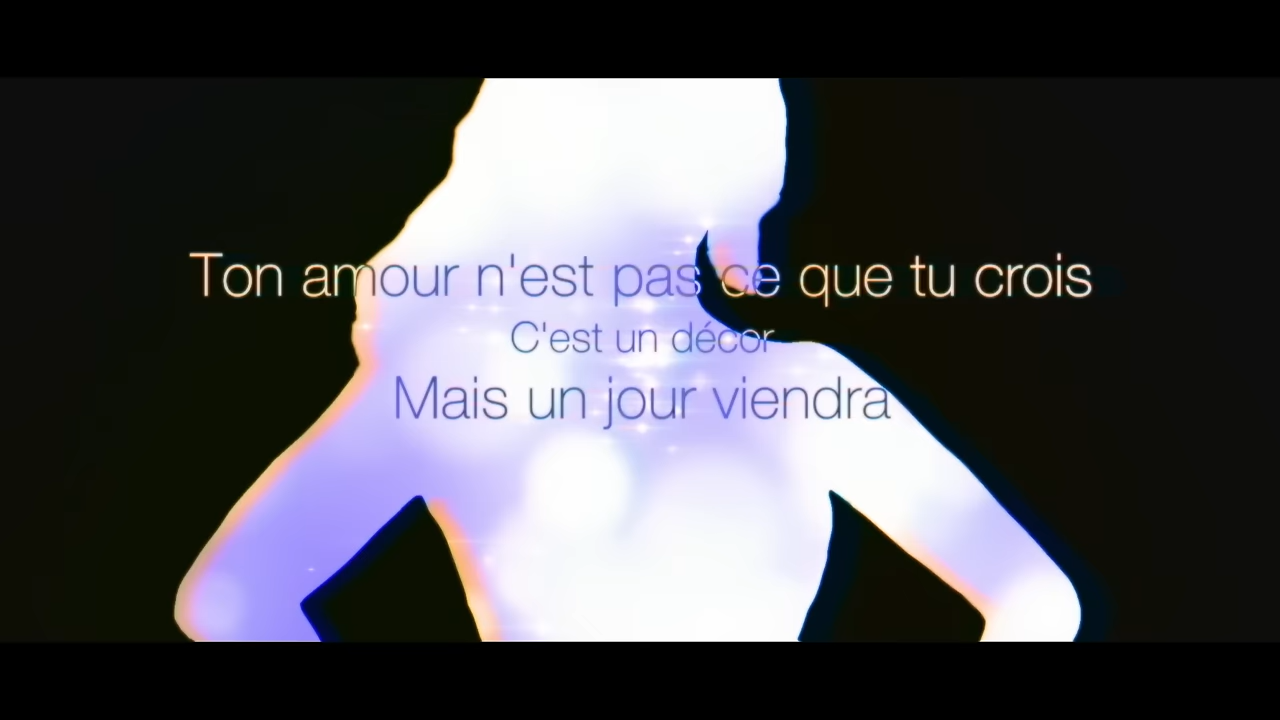 Ton amour n'est pas ce que tu crois
C'est un décor
Mais un jour viendra